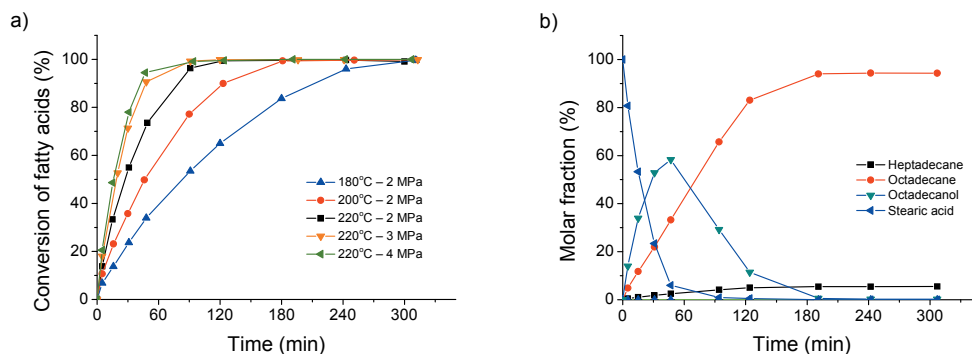 a)
Conversion of fatty acids (%)
100
80
60
40
20
0
0
60
120
180
240
300
Time (min)
180°C – 2 MPa
200°C – 2 MPa
220°C – 2 MPa
220°C – 3 MPa
220°C – 4 MPa
b)
Molar fraction (%)
100
80
60
40
20
0
0
60
120
180
240
300
Time (min)
Heptadecane
Octadecane
Octadecanol
Stearic acid